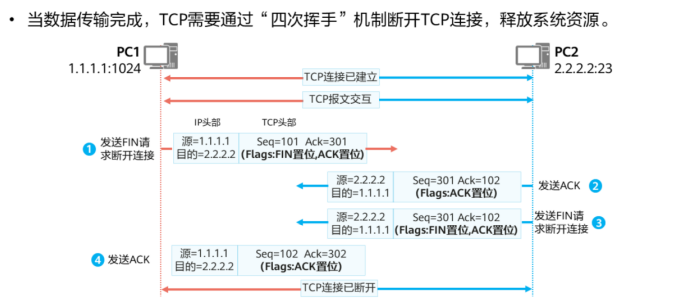 • 当数据传输完成，TCP需要通过“四次挥手”机制断开TCP连接，释放系统资源。
PC1
1.1.1.1:1024
PC2
2.2.2.2:23
TCP连接已建立
TCP报文交互
IP头部 TCP头部
1 发送FIN请
求断开连接
源=1.1.1.1
目的=2.2.2.2
Seq=101 Ack=301
(Flags:FIN置位,ACK置位)
源=2.2.2.2
目的=1.1.1.1
Seq=301 Ack=102
(Flags:ACK置位)
发送ACK 2
源=2.2.2.2
目的=1.1.1.1
Seq=301 Ack=102
(Flags:FIN置位,ACK置位)
发送FIN请
求断开连接 3
4 发送ACK
源=1.1.1.1
目的=2.2.2.2
Seq=102 Ack=302
(Flags:ACK置位)
TCP连接已断开